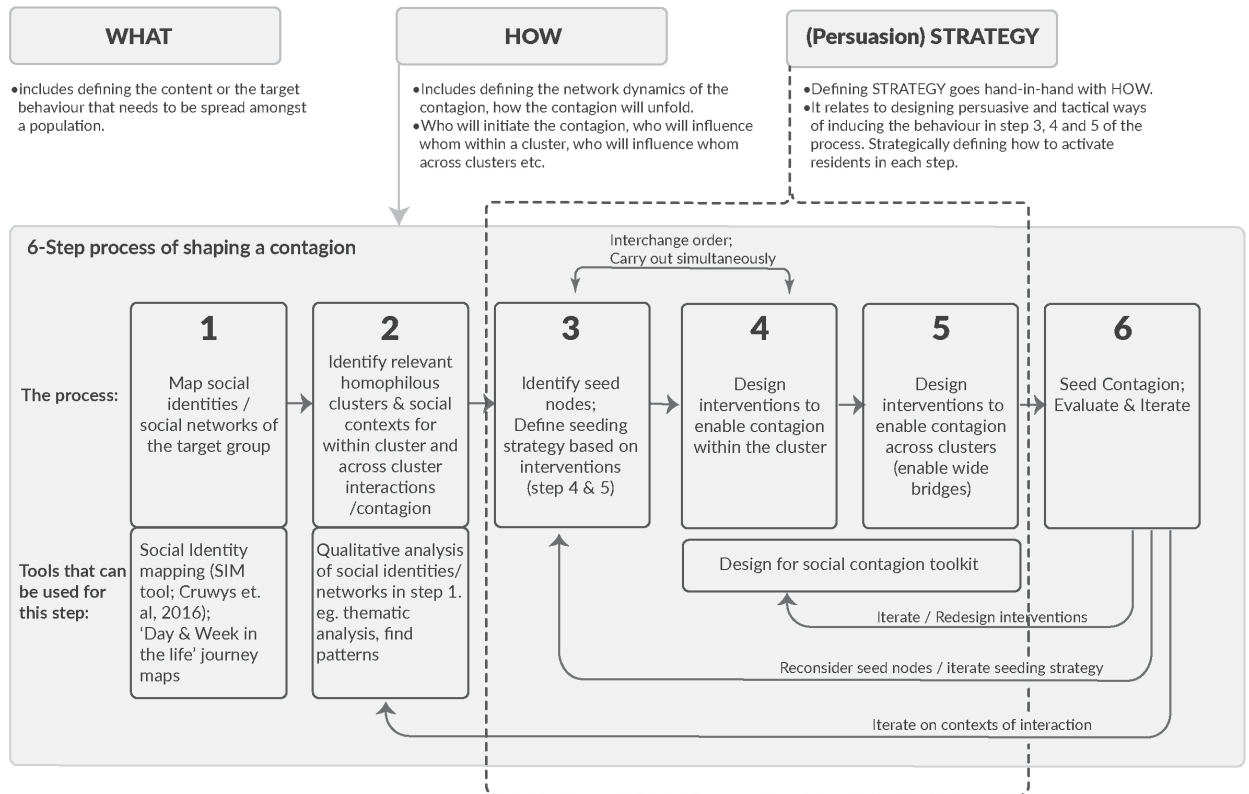 WHAT
•includes defining the content or the target
behaviour that needs to be spread amongst
a population.
HOW
•Includes defining the network dynamics of the
contagion, how the contagion will unfold.
•Who will initiate the contagion, who will influence
whom within a cluster, who will influence whom
across clusters etc.
(Persuasion) STRATEGY
•Defining STRATEGY goes hand-in-hand with HOW.
•It relates to designing persuasive and tactical ways
of inducing the behaviour in step 3, 4 and 5 of the
process. Strategically defining how to activate
residents in each step.
6-Step process of shaping a contagion
Interchange order;
Carry out simultaneously
The process:
1
Map social
identities /
social networks of
the target group
2
Identify relevant
homophilous
clusters & social
contexts for
within cluster and
across cluster
interactions
/contagion
3
Identify seed
nodes;
Define seeding
strategy based on
interventions
(step 4 & 5)
4
Design
interventions to
enable contagion
within the cluster
5
Design
interventions to
enable contagion
across clusters
(enable wide
bridges)
6
Seed Contagion;
Evaluate & Iterate
Tools that can
be used for
this step:
Social Identity
mapping (SIM
tool; Cruwys et.
al, 2016);
‘Day & Week in
the life’ journey
maps
Qualitative analysis
of social identities/
networks in step 1.
eg. thematic
analysis, find
patterns
Design for social contagion toolkit
Iterate / Redesign interventions
Reconsider seed nodes / iterate seeding strategy
Iterate on contexts of interaction